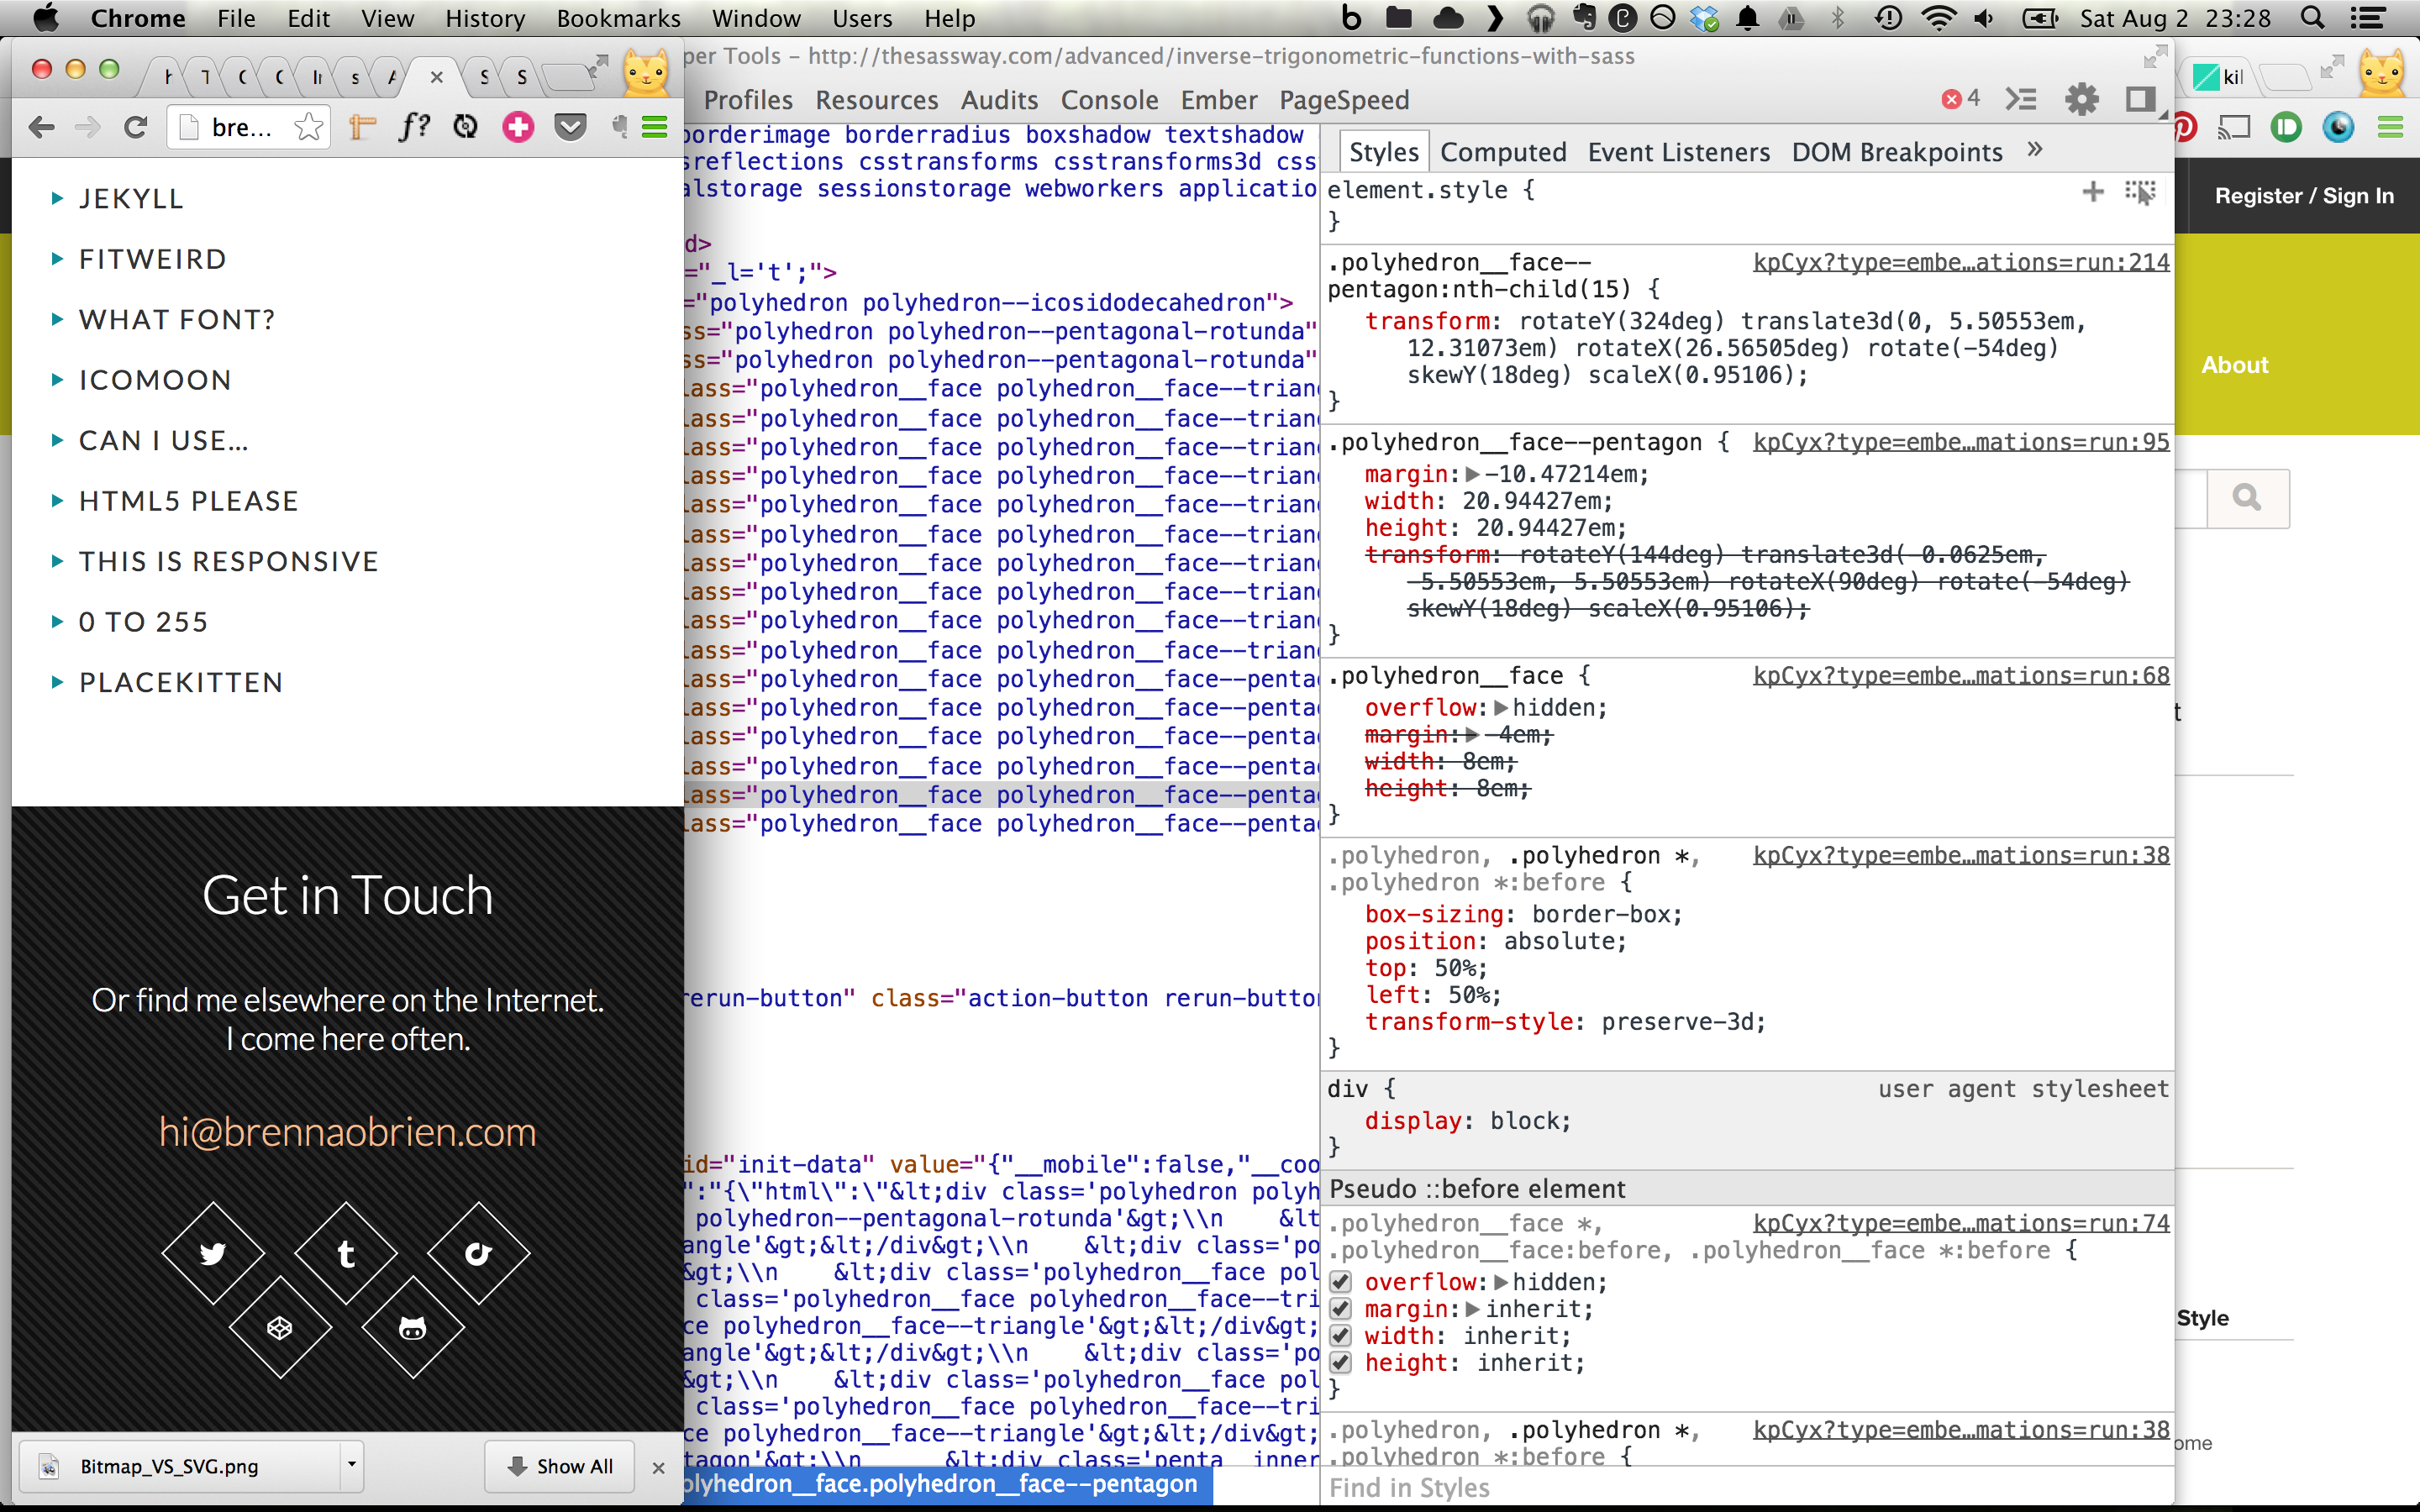 Chrome File Edit View History Bookmarks Window Users Help
Sat Aug 2 23:28
per Tools – http://thesassway.com/advanced/inverse-trigonometric-functions-with-sass
bre...
f?
JEKYLL
FITWEIRD
WHAT FONT?
ICOMOON
CAN I USE...
HTML5 PLEASE
THIS IS RESPONSIVE
0 TO 255
PLACEKITTEN
Get in Touch
Or find me elsewhere on the Internet.
I come here often.
hi@brennaobrien.com
Bitmap_VS_SVG.png
Show All
Profiles Resources Audits Console Ember PageSpeed
4
borderimage borderradius boxshadow textshadow
sreflections csstransforms csstransforms3d css
alstorage sessionstorage webworkers applicatio
d>
="_l='t';">
="polyhedron polyhedron--icosidodecahedron">
ss="polyhedron polyhedron--pentagonal-rotunda"
ss="polyhedron polyhedron--pentagonal-rotunda"
lass="polyhedron__face polyhedron__face--trian
lass="polyhedron__face polyhedron__face--trian
lass="polyhedron__face polyhedron__face--trian
lass="polyhedron__face polyhedron__face--trian
lass="polyhedron__face polyhedron__face--trian
lass="polyhedron__face polyhedron__face--trian
lass="polyhedron__face polyhedron__face--trian
lass="polyhedron__face polyhedron__face--trian
lass="polyhedron__face polyhedron__face--trian
lass="polyhedron__face polyhedron__face--trian
lass="polyhedron__face polyhedron__face--penta
lass="polyhedron__face polyhedron__face--penta
lass="polyhedron__face polyhedron__face--penta
lass="polyhedron__face polyhedron__face--penta
lass="polyhedron__face polyhedron__face--penta
lass="polyhedron__face polyhedron__face--penta
rerun-button" class="action-button rerun-butto
id="init-data" value="{"__mobile":false,"__coo
":"{\"html\":\"&lt;div class='polyhedron polyh
polyhedron--pentagonal-rotunda'&gt;\\n    &lt
angle'&gt;&lt;/div&gt;\\n    &lt;div class='po
&gt;\\n    &lt;div class='polyhedron__face pol
class='polyhedron__face polyhedron__face--tri
ce polyhedron__face--triangle'&gt;&lt;/div&gt;
angle'&gt;&lt;/div&gt;\\n    &lt;div class='po
&gt;\\n    &lt;div class='polyhedron__face pol
class='polyhedron__face polyhedron__face--tri
ce polyhedron__face--triangle'&gt;&lt;/div&gt;
tagon'&gt;\\n      &lt;div class='penta__inner
olyhedron__face.polyhedron__face--pentagon
Styles Computed Event Listeners DOM Breakpoints »
element.style {
}
.polyhedron__face-- kpCyx?type=embe…ations=run:214
pentagon:nth-child(15) {
transform: rotateY(324deg) translate3d(0, 5.50553em,
12.31073em) rotateX(26.56505deg) rotate(-54deg)
skewY(18deg) scaleX(0.95106);
}
.polyhedron__face--pentagon { kpCyx?type=embe…mations=run:95
margin: -10.47214em;
width: 20.94427em;
height: 20.94427em;
transform: rotateY(144deg) translate3d(-0.0625em,
-5.50553em, 5.50553em) rotateX(90deg) rotate(-54deg)
skewY(18deg) scaleX(0.95106);
}
.polyhedron__face { kpCyx?type=embe…mations=run:68
overflow: hidden;
margin: -4em;
width: 8em;
height: 8em;
}
.polyhedron, .polyhedron *, kpCyx?type=embe…mations=run:38
.polyhedron *:before {
box-sizing: border-box;
position: absolute;
top: 50%;
left: 50%;
transform-style: preserve-3d;
}
div { user agent stylesheet
display: block;
}
Pseudo ::before element
.polyhedron__face *, kpCyx?type=embe…mations=run:74
.polyhedron__face:before, .polyhedron__face *:before {
overflow: hidden;
margin: inherit;
width: inherit;
height: inherit;
}
.polyhedron, .polyhedron *, kpCyx?type=embe…mations=run:38
.polyhedron *:before {
Find in Styles
kil
Register / Sign In
About
t
Style
ome